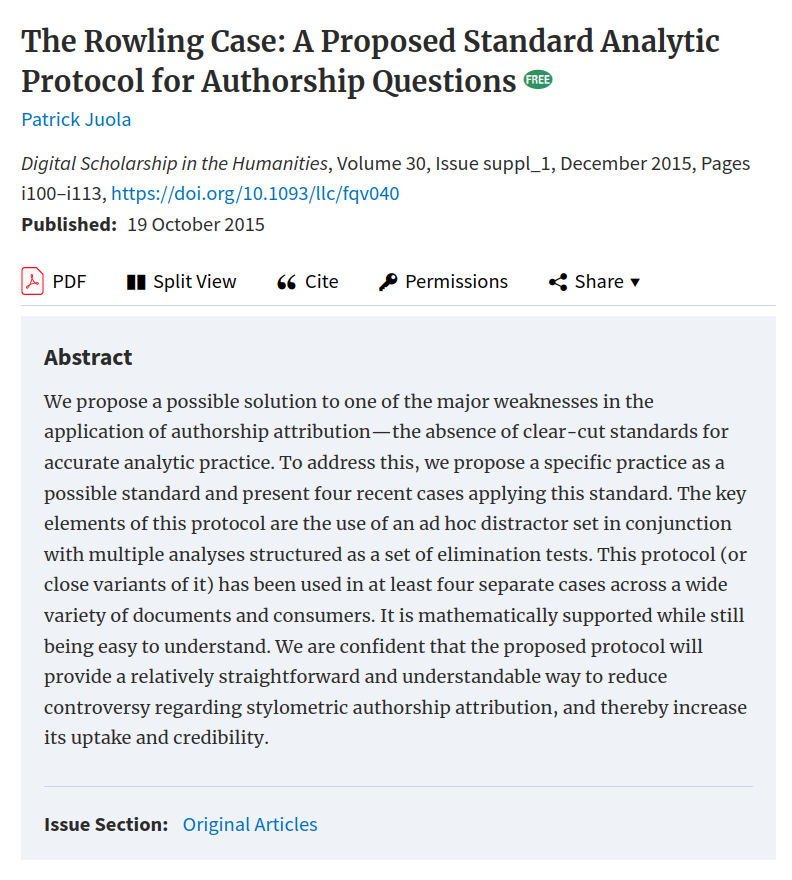 The Rowling Case: A Proposed Standard Analytic
Protocol for Authorship Questions FREE
Patrick Juola
Digital Scholarship in the Humanities, Volume 30, Issue suppl_1, December 2015, Pages
i100–i113, https://doi.org/10.1093/llc/fqv040
Published: 19 October 2015
PDF Split View Cite Permissions Share
Abstract
We propose a possible solution to one of the major weaknesses in the
application of authorship attribution—the absence of clear-cut standards for
accurate analytic practice. To address this, we propose a specific practice as a
possible standard and present four recent cases applying this standard. The key
elements of this protocol are the use of an ad hoc distractor set in conjunction
with multiple analyses structured as a set of elimination tests. This protocol (or
close variants of it) has been used in at least four separate cases across a wide
variety of documents and consumers. It is mathematically supported while still
being easy to understand. We are confident that the proposed protocol will
provide a relatively straightforward and understandable way to reduce
controversy regarding stylometric authorship attribution, and thereby increase
its uptake and credibility.
Issue Section: Original Articles